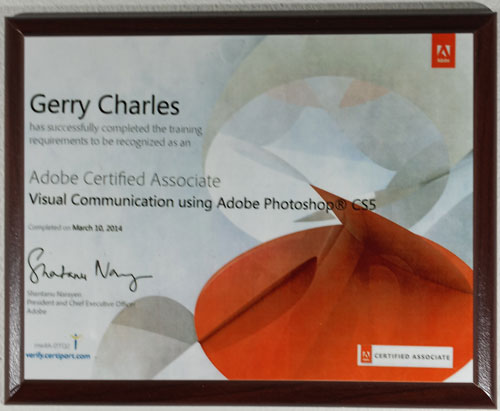 Adobe
Gerry Charles
has successfully completed the training
requirements to be recognized as an
Adobe Certified Associate
Visual Communication using Adobe Photoshop® CS5
Completed on March 10, 2014
Shantanu Narayen
President and Chief Executive Officer
Adobe
verify.certiport.com
Adobe
CERTIFIED ASSOCIATE